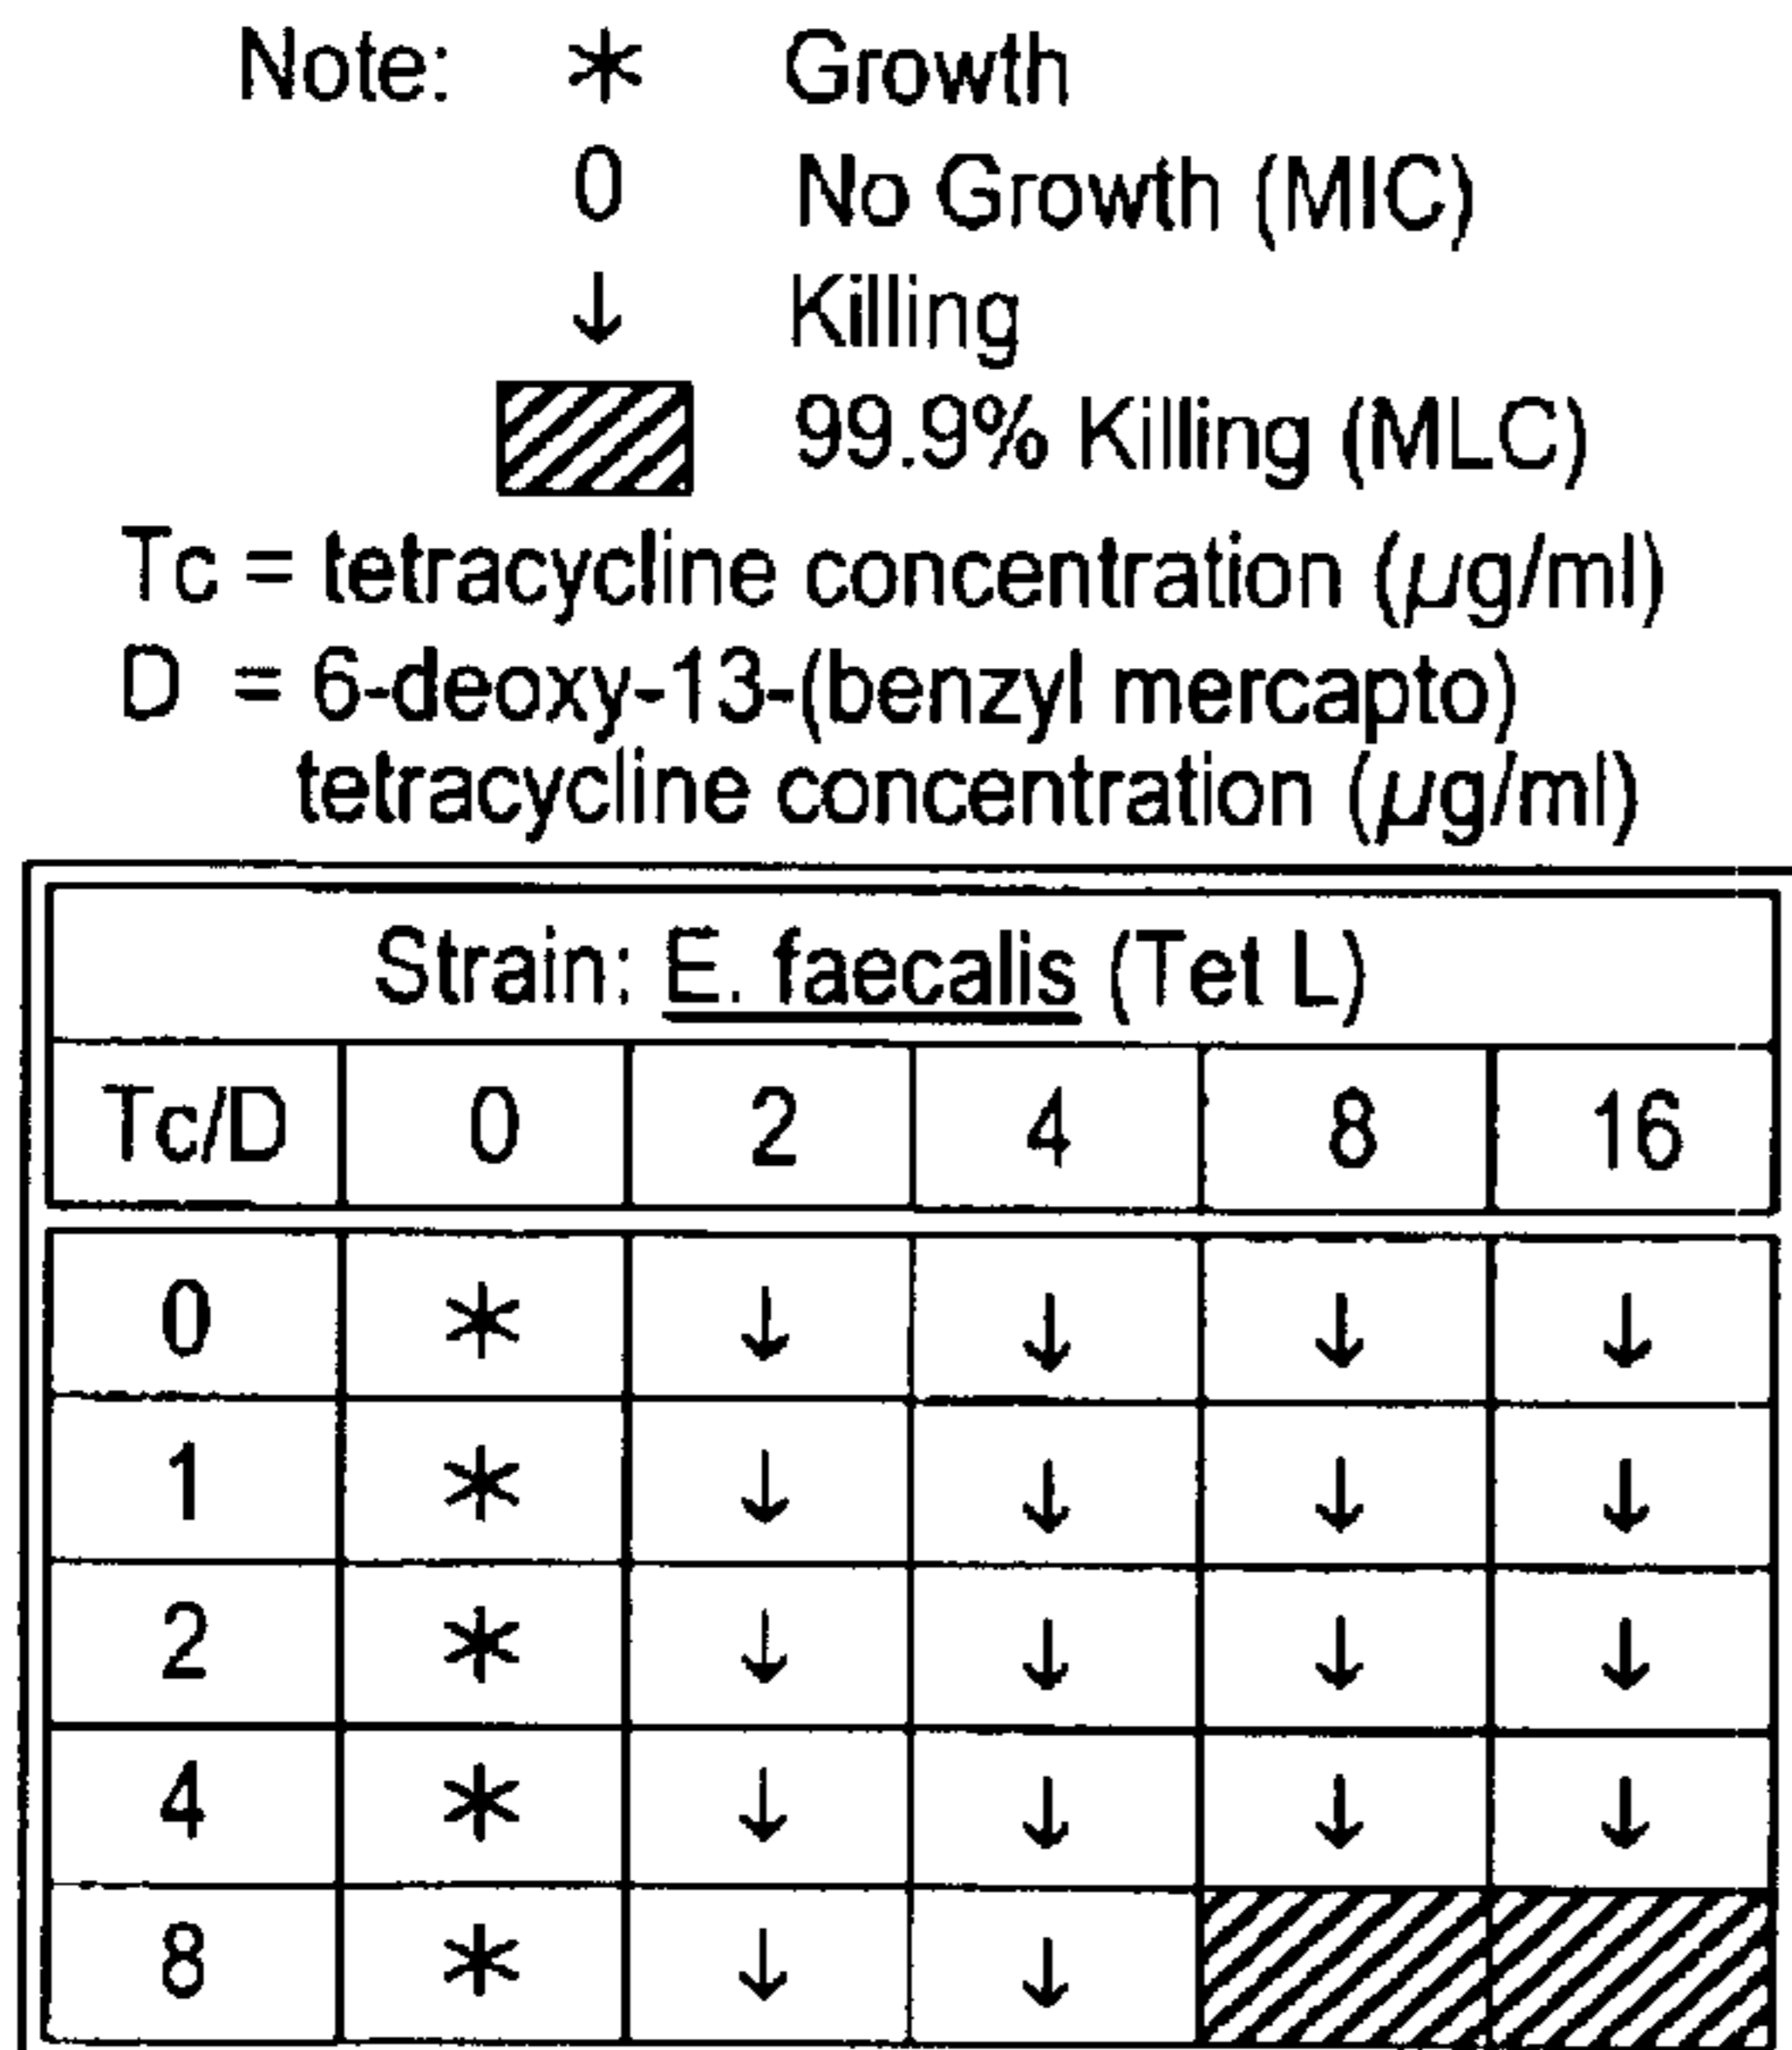 Note: * Growth
0 No Growth (MIC)
↓ Killing
99.9% Killing (MLC)
Tc = tetracycline concentration (μg/ml)
D = 6-deoxy-13-(benzyl mercapto)
tetracycline concentration (μg/ml)
Strain: E. faecalis (Tet L)
Tc/D 0 2 4 8 16
0 * ↓ ↓ ↓ ↓
1 * ↓ ↓ ↓ ↓
2 * ↓ ↓ ↓ ↓
4 * ↓ ↓ ↓ ↓
8 * ↓ ↓